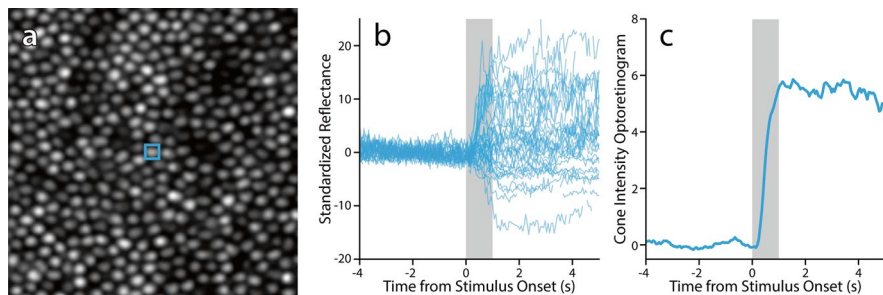 a
b
c
Standardized Reflectance
20
10
0
-10
-20
-4
-2
0
2
4
Time from Stimulus Onset (s)
Cone Intensity Optoretinogram
8
6
4
2
0
-4
-2
0
2
4
Time from Stimulus Onset (s)